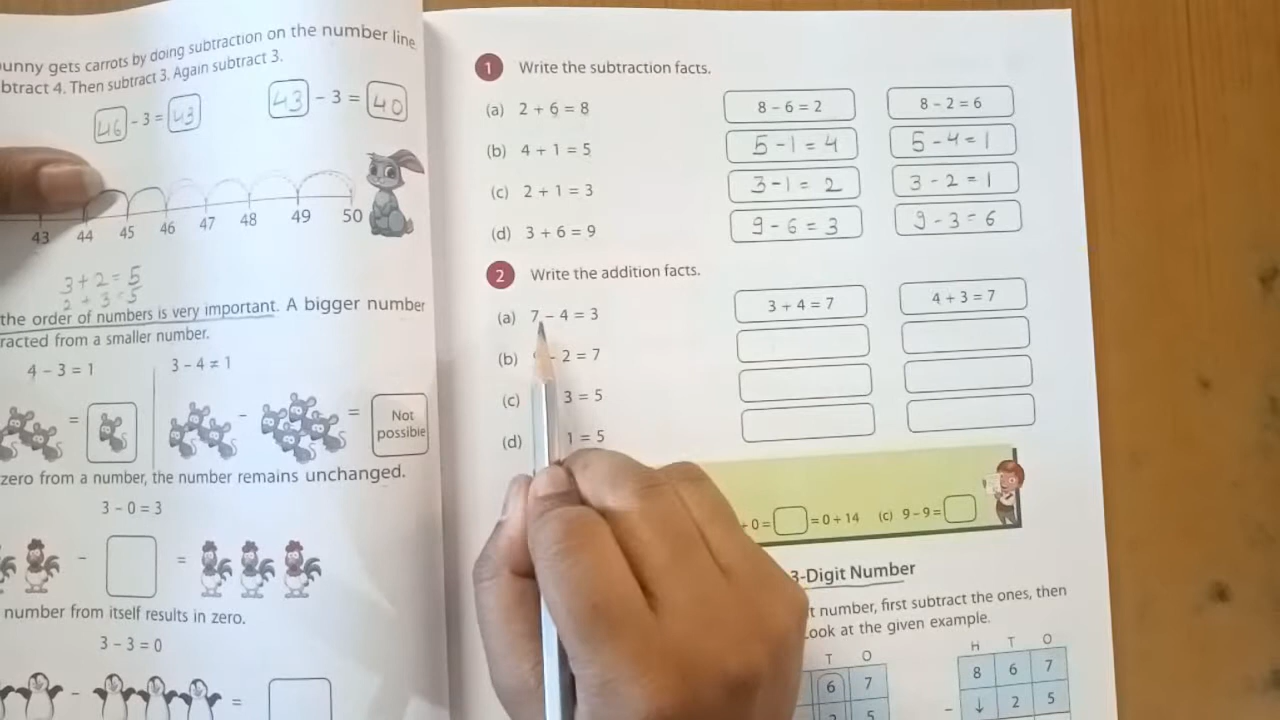 unny gets carrots by doing subtraction on the number line
btract 4. Then subtract 3. Again subtract 3.
46 - 3 = 43
43 - 3 = 40
43 44 45 46 47 48 49 50
3 + 2 = 5
2 + 3 = 5
the order of numbers is very important. A bigger number
racted from a smaller number.
4 - 3 = 1
3 - 4 ≠ 1
- = Not possible
zero from a number, the number remains unchanged.
3 - 0 = 3
- =
number from itself results in zero.
3 - 3 = 0
- =
1 Write the subtraction facts.
(a) 2 + 6 = 8 8 - 6 = 2 8 - 2 = 6
(b) 4 + 1 = 5 5 - 1 = 4 5 - 4 = 1
(c) 2 + 1 = 3 3 - 1 = 2 3 - 2 = 1
(d) 3 + 6 = 9 9 - 6 = 3 9 - 3 = 6
2 Write the addition facts.
(a) 7 - 4 = 3 3 + 4 = 7 4 + 3 = 7
(b) - 2 = 7
(c) 3 = 5
(d) 1 = 5
+ 0 = = 0 + 14 (c) 9 - 9 =
3-Digit Number
t number, first subtract the ones, then
ook at the given example.
T O
6 7
5
H T O
8 6 7
- ↓ 2 5